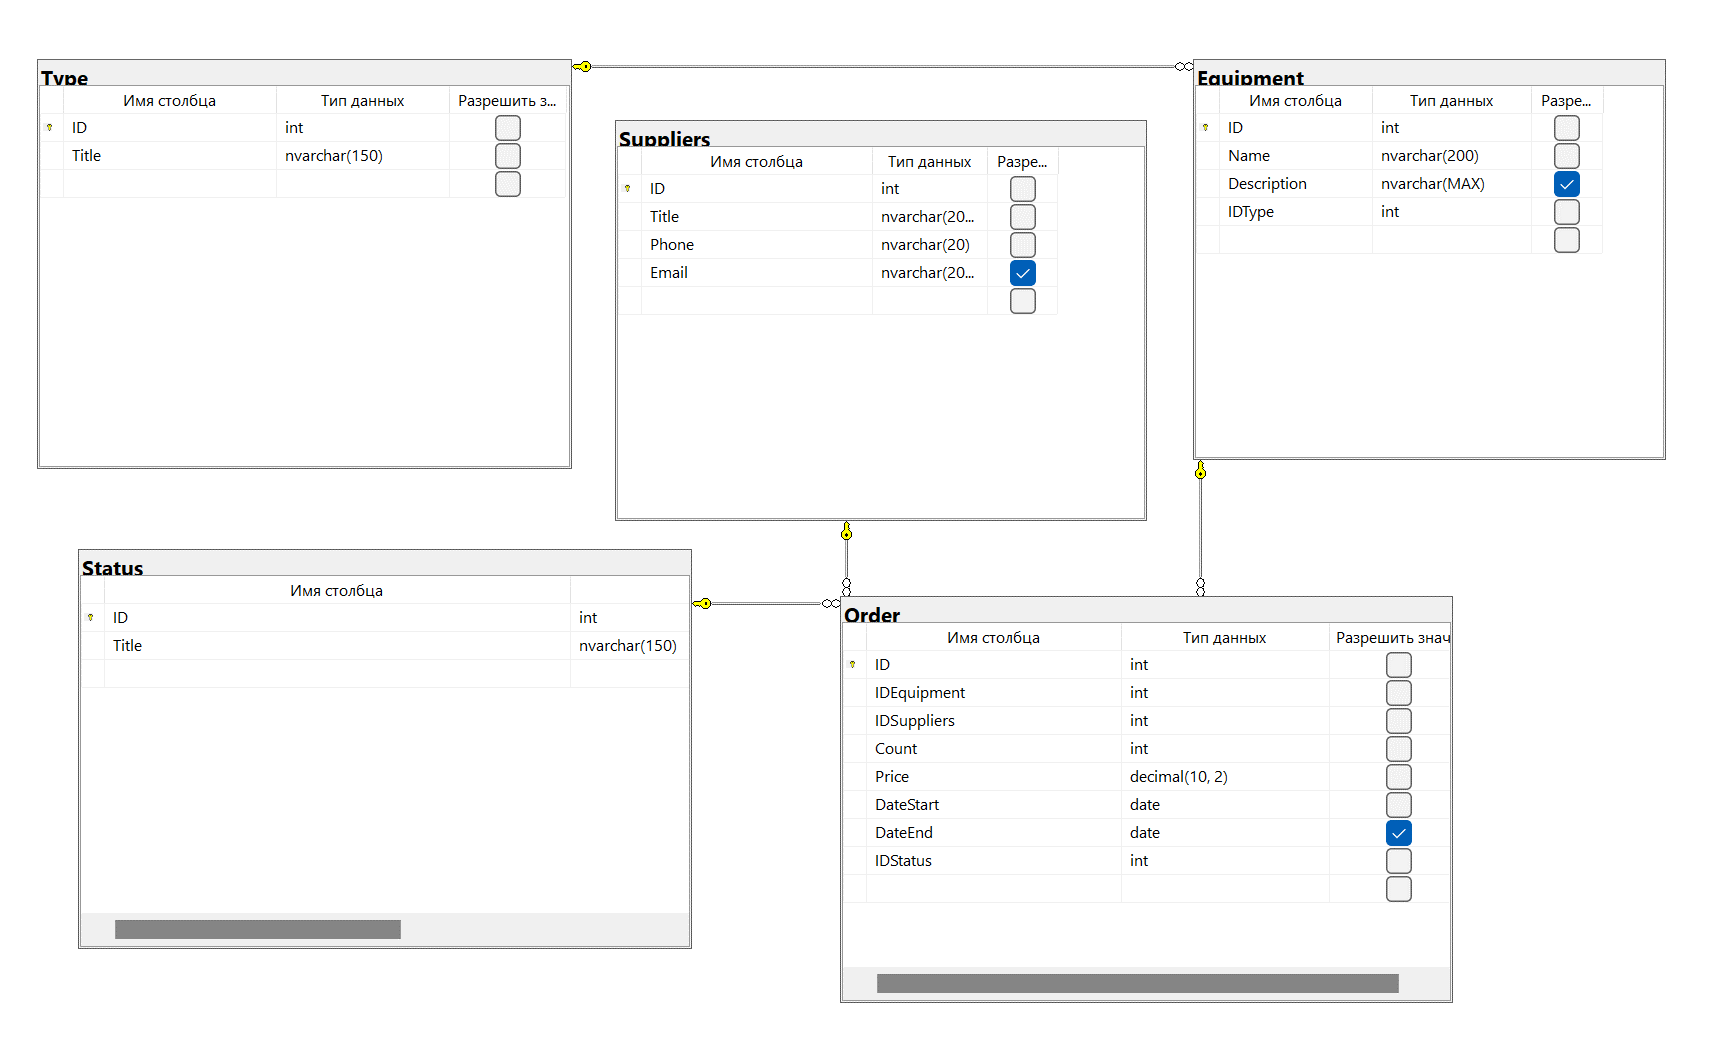 Type
Имя столбца Тип данных Разрешить з...
ID int
Title nvarchar(150)
Suppliers
Имя столбца Тип данных Разре...
ID int
Title nvarchar(20...
Phone nvarchar(20)
Email nvarchar(20...
Equipment
Имя столбца Тип данных Разре...
ID int
Name nvarchar(200)
Description nvarchar(MAX)
IDType int
Status
Имя столбца
ID int
Title nvarchar(150)
Order
Имя столбца Тип данных Разрешить знач
ID int
IDEquipment int
IDSuppliers int
Count int
Price decimal(10, 2)
DateStart date
DateEnd date
IDStatus int